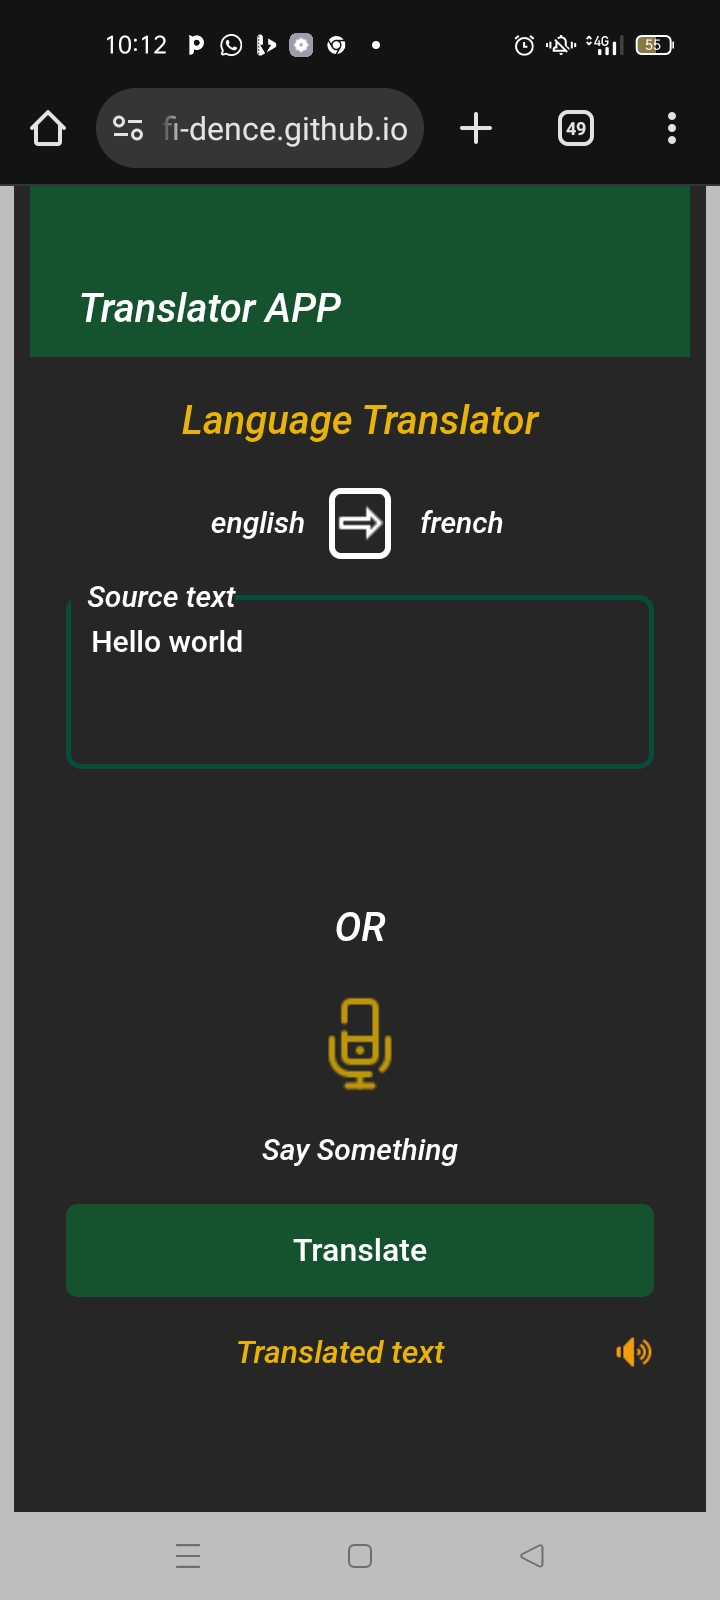 10:12 4G 55
fi-dence.github.io 49
Translator APP
Language Translator
english french
Source text
Hello world
OR
Say Something
Translate
Translated text